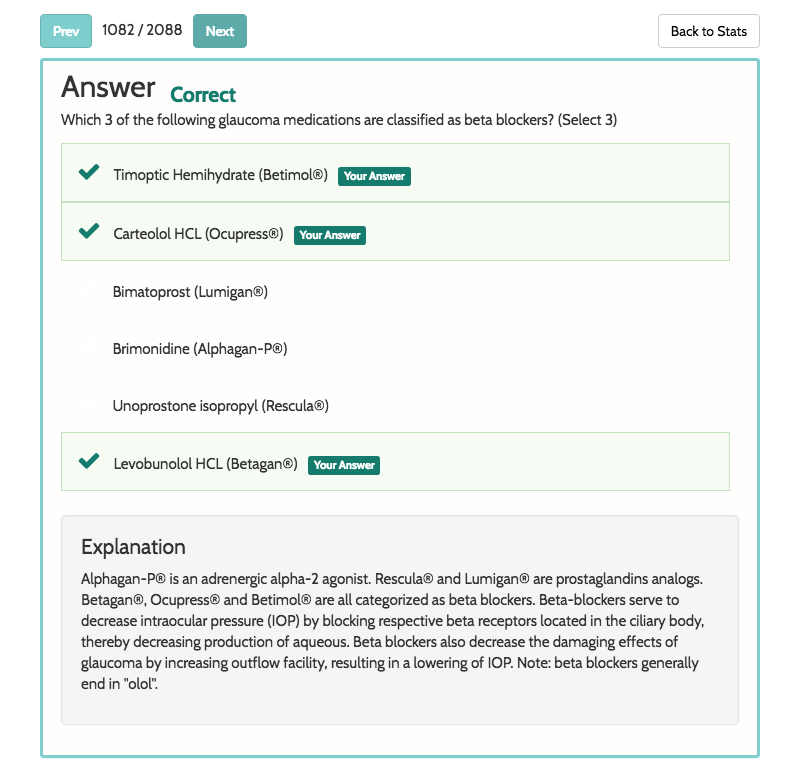 Prev 1082 / 2088 Next Back to Stats
Answer Correct
Which 3 of the following glaucoma medications are classified as beta blockers? (Select 3)
Timoptic Hemihydrate (Betimol®) Your Answer
Carteolol HCL (Ocupress®) Your Answer
Bimatoprost (Lumigan®)
Brimonidine (Alphagan-P®)
Unoprostone isopropyl (Rescula®)
Levobunolol HCL (Betagan®) Your Answer
Explanation
Alphagan-P® is an adrenergic alpha-2 agonist. Rescula® and Lumigan® are prostaglandins analogs.
Betagan®, Ocupress® and Betimol® are all categorized as beta blockers. Beta-blockers serve to
decrease intraocular pressure (IOP) by blocking respective beta receptors located in the ciliary body,
thereby decreasing production of aqueous. Beta blockers also decrease the damaging effects of
glaucoma by increasing outflow facility, resulting in a lowering of IOP. Note: beta blockers generally
end in "olol".